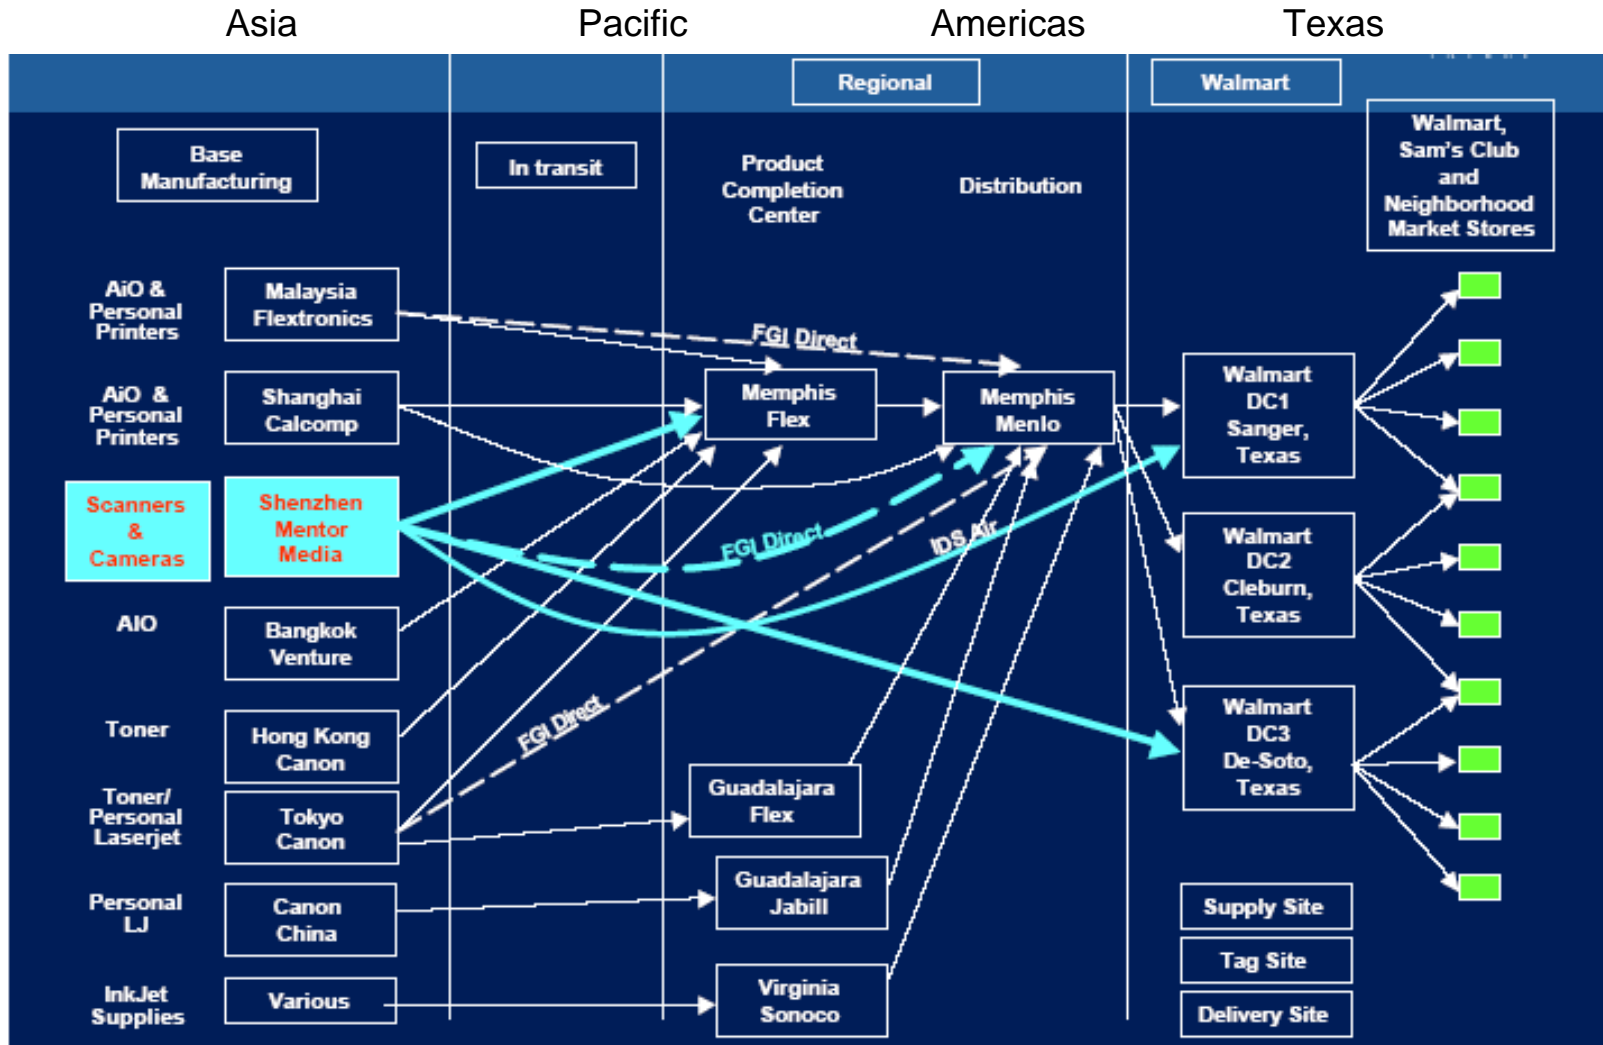 Asia Pacific Americas Texas
Regional
Walmart
Base
Manufacturing
In transit
Product
Completion
Center
Distribution
Walmart,
Sam's Club
and
Neighborhood
Market Stores
AiO &
Personal
Printers
Malaysia
Flextronics
FGI Direct
AiO &
Personal
Printers
Shanghai
Calcomp
Memphis
Flex
Memphis
Menlo
Walmart
DC1
Sanger,
Texas
Scanners
&
Cameras
Shenzhen
Mentor
Media
FGI Direct
IDS Air
Walmart
DC2
Cleburn,
Texas
AIO
Bangkok
Venture
FGI Direct
Toner
Hong Kong
Canon
Walmart
DC3
De-Soto,
Texas
Toner/
Personal
Laserjet
Tokyo
Canon
Guadalajara
Flex
Personal
LJ
Canon
China
Guadalajara
Jabill
Supply Site
Tag Site
InkJet
Supplies
Various
Virginia
Sonoco
Delivery Site